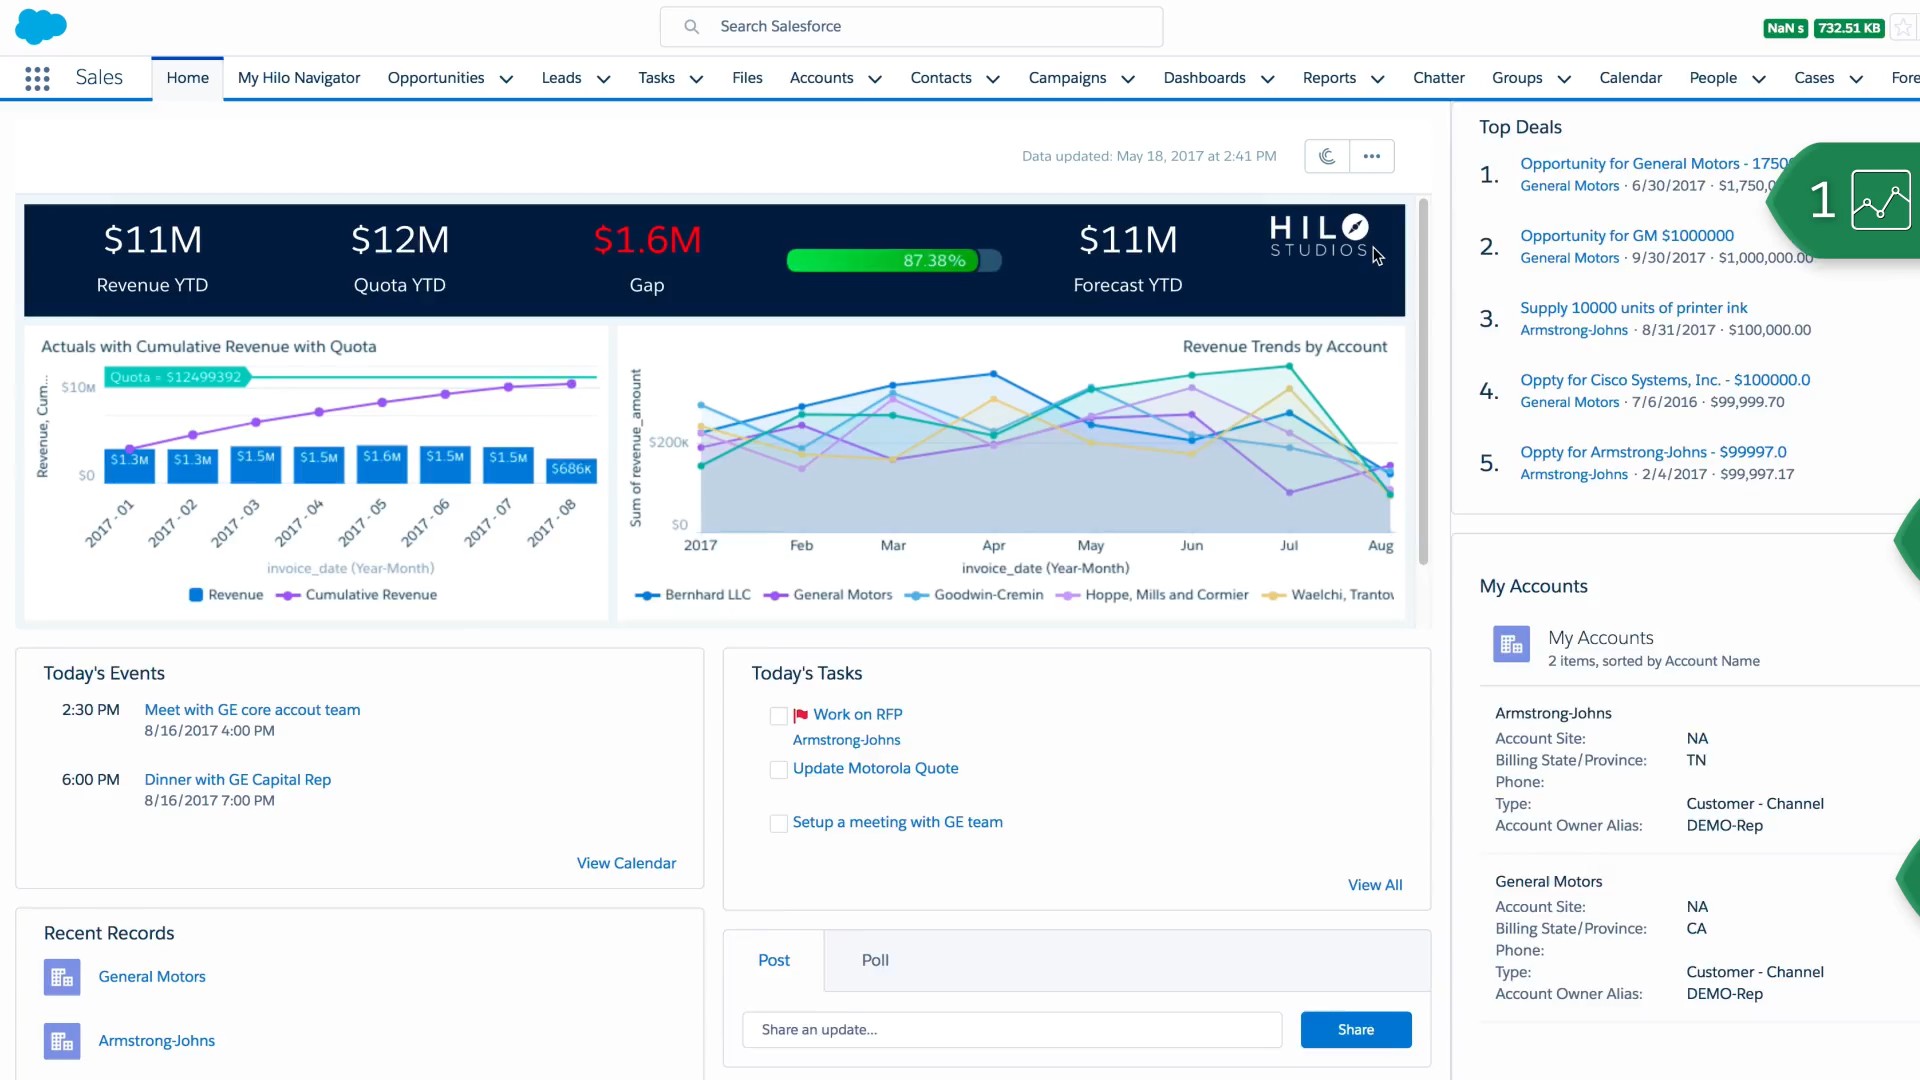 Search Salesforce
NaN s 732.51 KB
Sales Home My Hilo Navigator Opportunities Leads Tasks Files Accounts Contacts Campaigns Dashboards Reports Chatter Groups Calendar People Cases Fore
Data updated: May 18, 2017 at 2:41 PM
$11M $12M $1.6M 87.38% $11M HILO STUDIOS
Revenue YTD Quota YTD Gap Forecast YTD
Actuals with Cumulative Revenue with Quota
Revenue, Cum...
$10M
$0
Quota = $12499392
$1.3M $1.3M $1.5M $1.5M $1.6M $1.5M $1.5M $686K
2017 - 01 2017 - 02 2017 - 03 2017 - 04 2017 - 05 2017 - 06 2017 - 07 2017 - 08
invoice_date (Year-Month)
Revenue Cumulative Revenue
Revenue Trends by Account
Sum of revenue_amount
$200K
$0
2017 Feb Mar Apr May Jun Jul Aug
invoice_date (Year-Month)
Bernhard LLC General Motors Goodwin-Cremin Hoppe, Mills and Cormier Waelchi, Trantov
Today's Events
2:30 PM Meet with GE core accout team
8/16/2017 4:00 PM
6:00 PM Dinner with GE Capital Rep
8/16/2017 7:00 PM
View Calendar
Today's Tasks
Work on RFP
Armstrong-Johns
Update Motorola Quote
Setup a meeting with GE team
View All
Recent Records
General Motors
Armstrong-Johns
Post Poll
Share an update...
Share
Top Deals
1. Opportunity for General Motors - 1750
General Motors · 6/30/2017 · $1,750,0
1
2. Opportunity for GM $1000000
General Motors · 9/30/2017 · $1,000,000.00
3. Supply 10000 units of printer ink
Armstrong-Johns · 8/31/2017 · $100,000.00
4. Oppty for Cisco Systems, Inc. - $100000.0
General Motors · 7/6/2016 · $99,999.70
5. Oppty for Armstrong-Johns - $99997.0
Armstrong-Johns · 2/4/2017 · $99,997.17
My Accounts
My Accounts
2 items, sorted by Account Name
Armstrong-Johns
Account Site: NA
Billing State/Province: TN
Phone:
Type: Customer - Channel
Account Owner Alias: DEMO-Rep
General Motors
Account Site: NA
Billing State/Province: CA
Phone:
Type: Customer - Channel
Account Owner Alias: DEMO-Rep